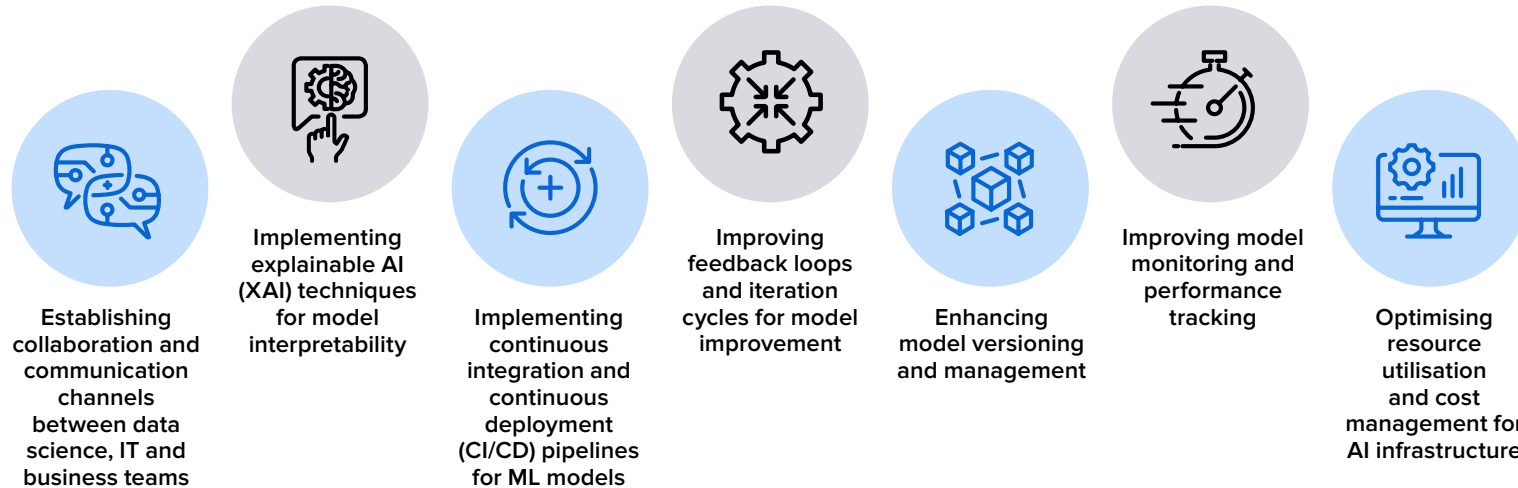 Establishing
collaboration and
communication
channels
between data
science, IT and
business teams
Implementing
explainable AI
(XAI) techniques
for model
interpretability
Implementing
continuous
integration and
continuous
deployment
(CI/CD) pipelines
for ML models
Improving
feedback loops
and iteration
cycles for model
improvement
Enhancing
model versioning
and management
Improving model
monitoring and
performance
tracking
Optimising
resource
utilisation
and cost
management for
AI infrastructure